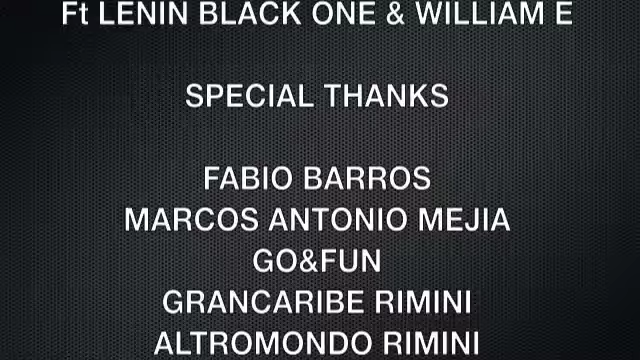 Ft LENIN BLACK ONE & WILLIAM E
SPECIAL THANKS
FABIO BARROS
MARCOS ANTONIO MEJIA
GO&FUN
GRANCARIBE RIMINI
ALTROMONDO RIMINI